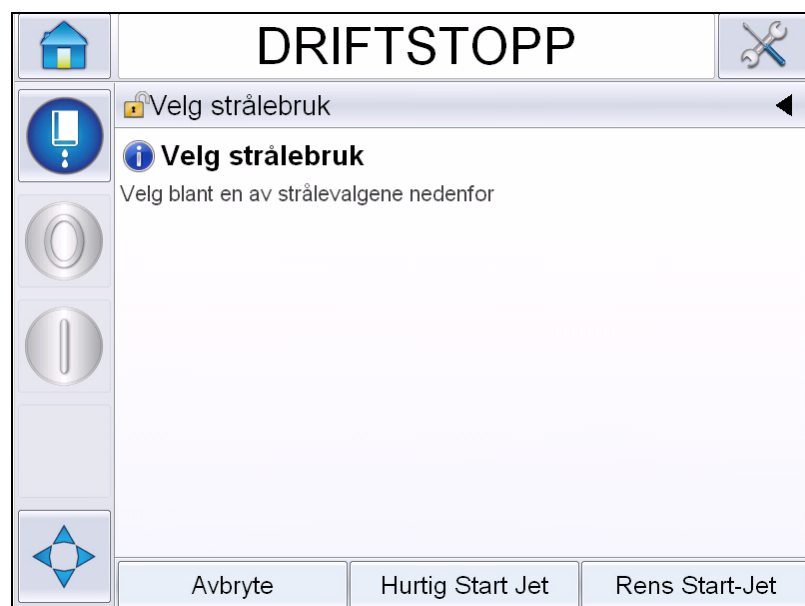 DRIFTSTOPP
Velg strålebruk
Velg strålebruk
Velg blant en av strålevalgene nedenfor
Avbryte
Hurtig Start Jet
Rens Start-Jet